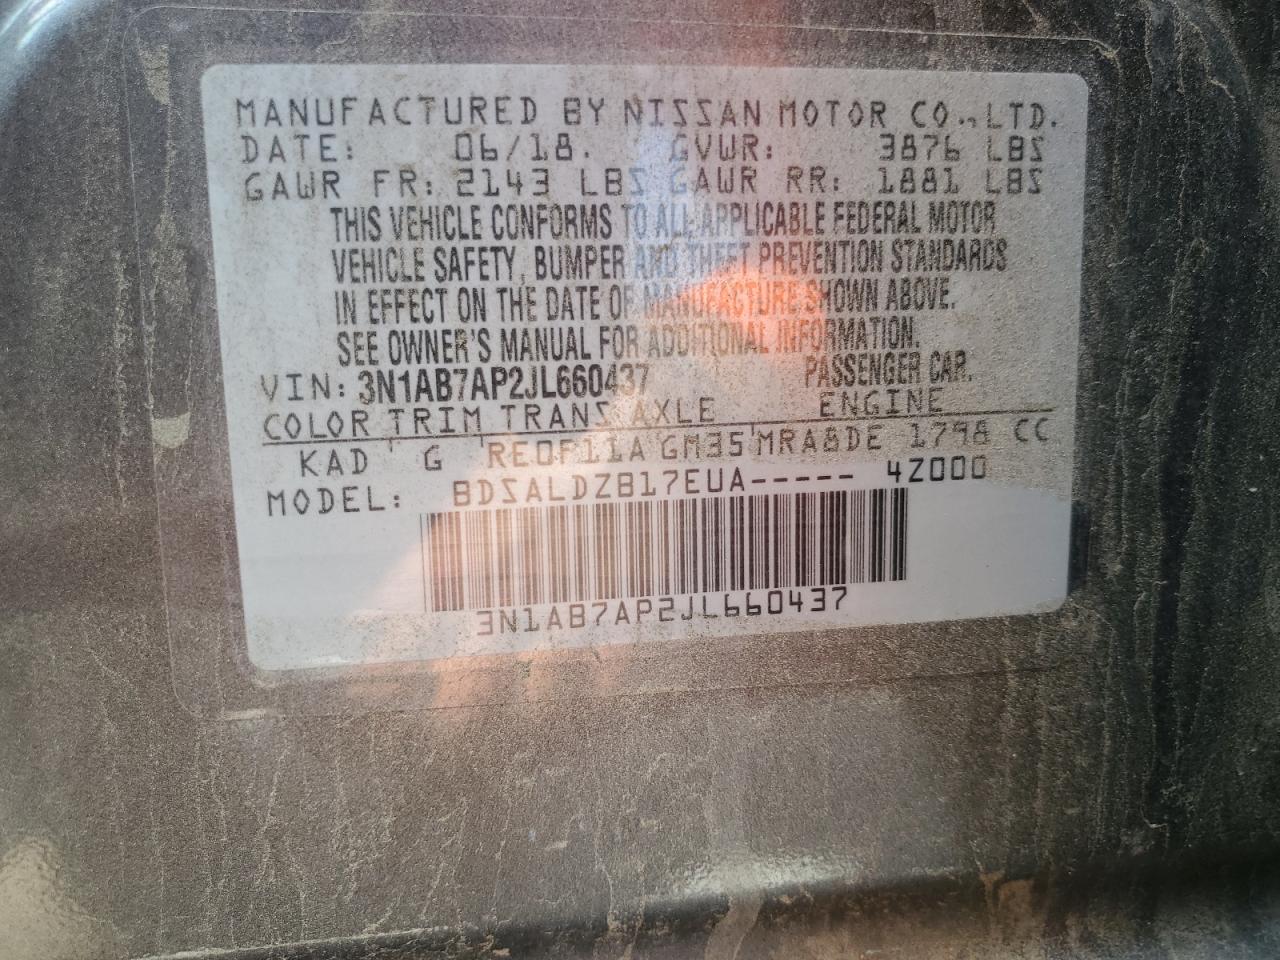 MANUFACTURED BY NISSAN MOTOR CO., LTD.
DATE: 06/18. GVWR: 3876 LBS
GAWR FR: 2143 LBS GAWR RR: 1881 LBS
THIS VEHICLE CONFORMS TO ALL APPLICABLE FEDERAL MOTOR
VEHICLE SAFETY, BUMPER AND THEFT PREVENTION STANDARDS
IN EFFECT ON THE DATE OF MANUFACTURE SHOWN ABOVE.
SEE OWNER'S MANUAL FOR ADDITIONAL INFORMATION.
VIN: 3N1AB7AP2JL660437 PASSENGER CAR.
COLOR TRIM TRANS AXLE ENGINE
KAD G RE0F11A GM35 MRA8DE 1798 CC
MODEL: BDSALDZB17EUA----- 4Z000
3N1AB7AP2JL660437